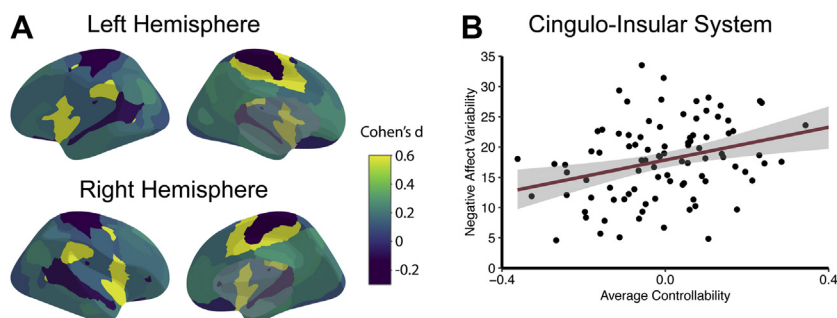 A
Left Hemisphere
Right Hemisphere
Cohen's d
0.6
0.4
0.2
0
-0.2
B
Cingulo-Insular System
Negative Affect Variability
35
30
25
20
15
10
5
0
−0.4
0.0
0.4
Average Controllability